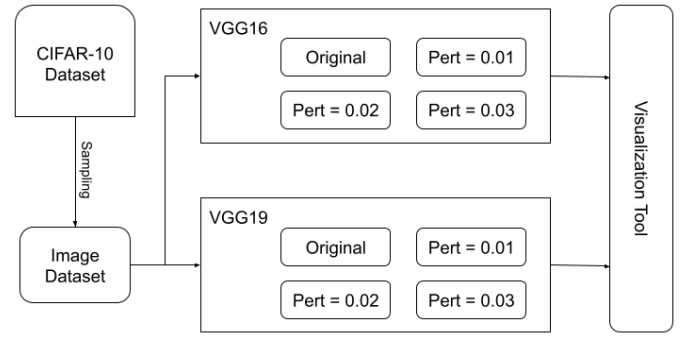 CIFAR-10
Dataset
Sampling
Image
Dataset
VGG16
Original
Pert = 0.01
Pert = 0.02
Pert = 0.03
VGG19
Original
Pert = 0.01
Pert = 0.02
Pert = 0.03
Visualization Tool